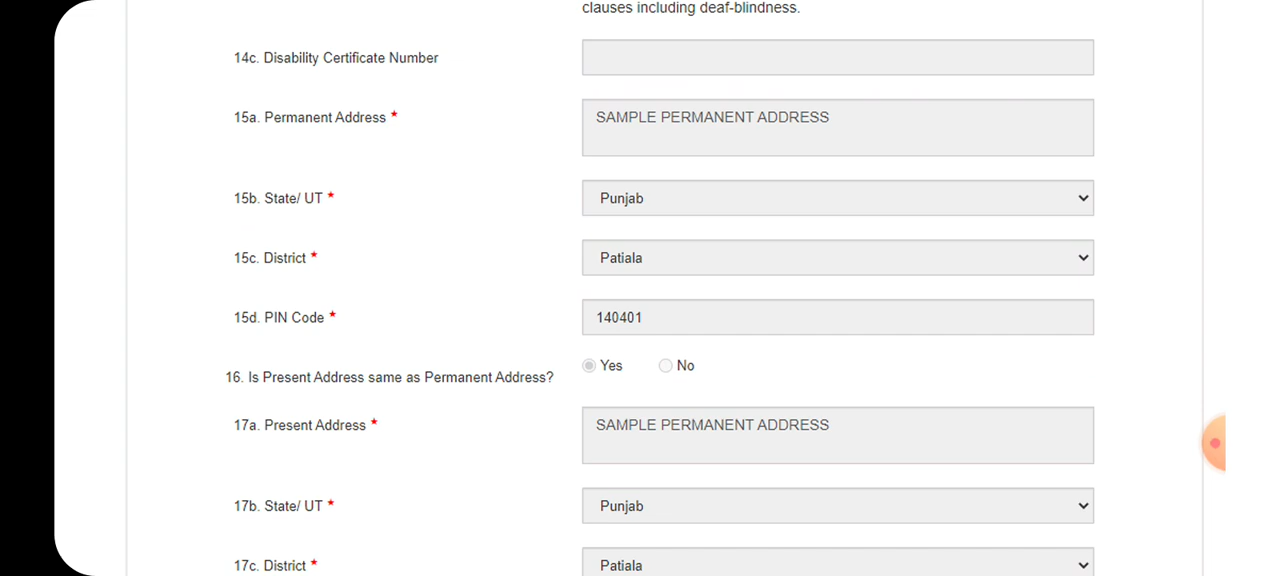 clauses including deaf-blindness.
14c. Disability Certificate Number
15a. Permanent Address *
SAMPLE PERMANENT ADDRESS
15b. State/ UT *
Punjab
15c. District *
Patiala
15d. PIN Code *
140401
16. Is Present Address same as Permanent Address?
Yes No
17a. Present Address *
SAMPLE PERMANENT ADDRESS
17b. State/ UT *
Punjab
17c. District *
Patiala